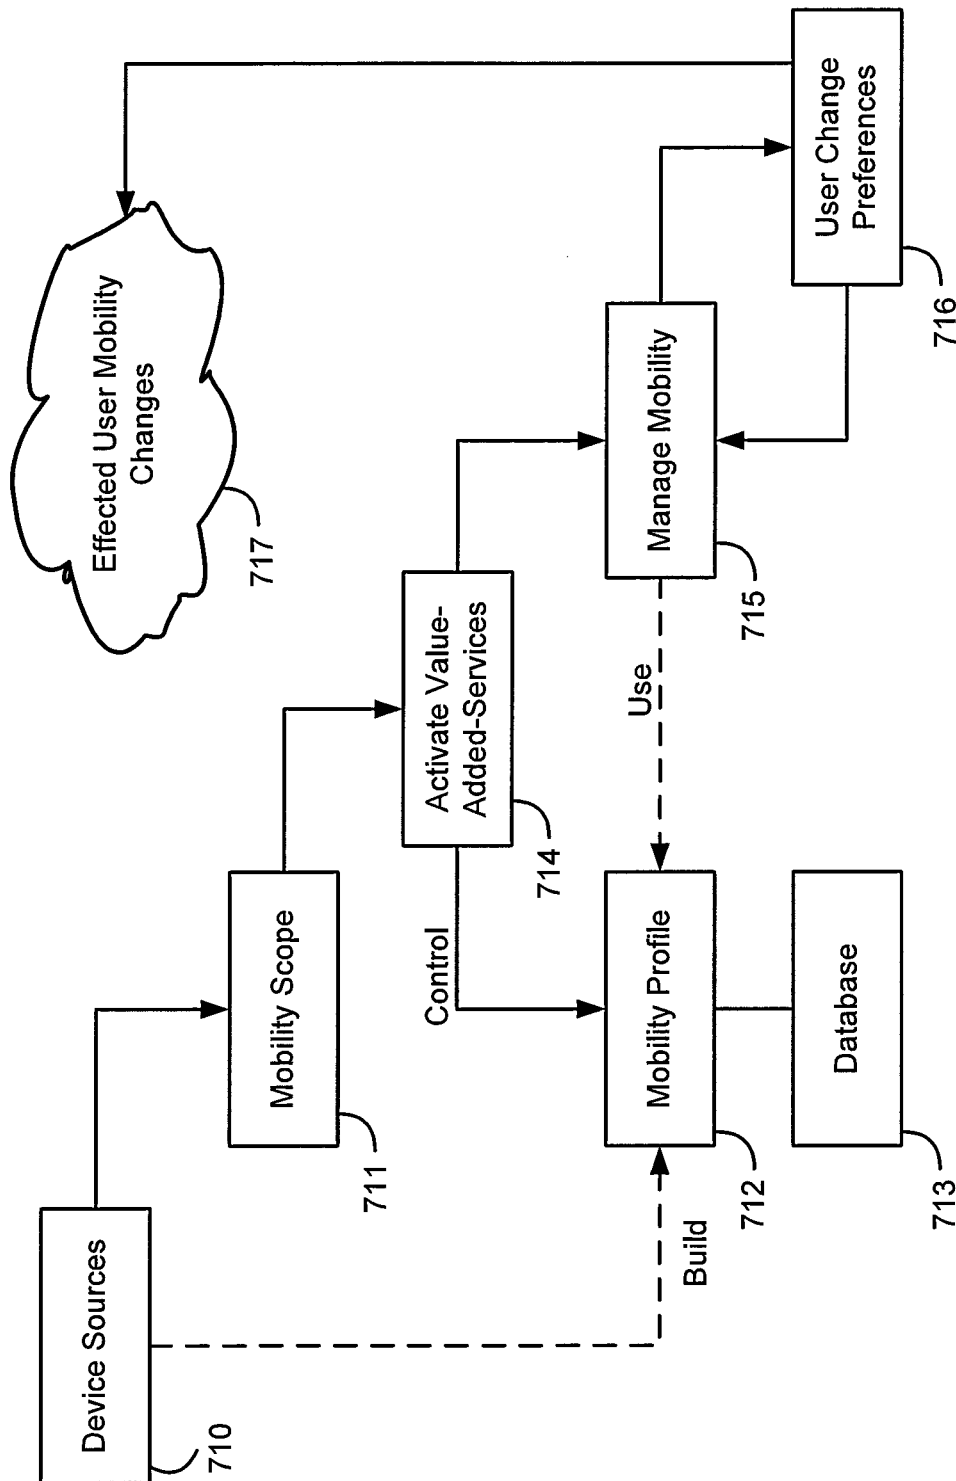 Device Sources
710
Mobility Scope
711
Build
Mobility Profile
712
Database
713
Control
Activate Value-
Added-Services
714
Use
Manage Mobility
715
User Change
Preferences
716
Effected User Mobility
Changes
717